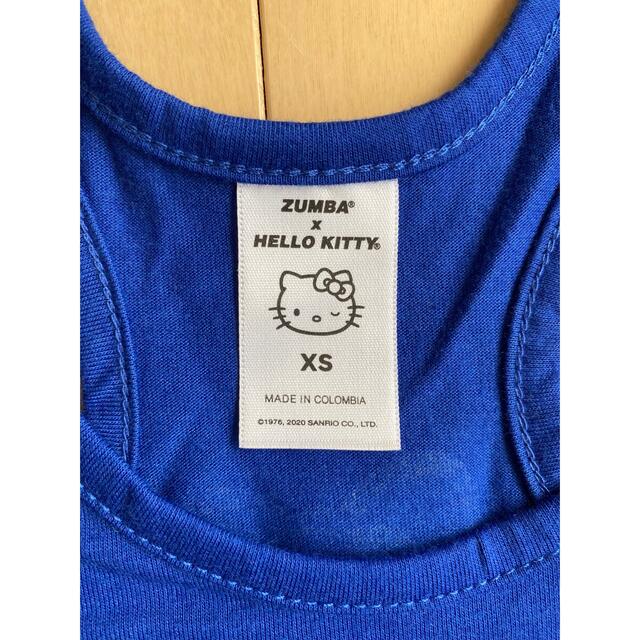 ZUMBA®
x
HELLO KITTY®
XS
MADE IN COLOMBIA
©1976, 2020 SANRIO CO., LTD.